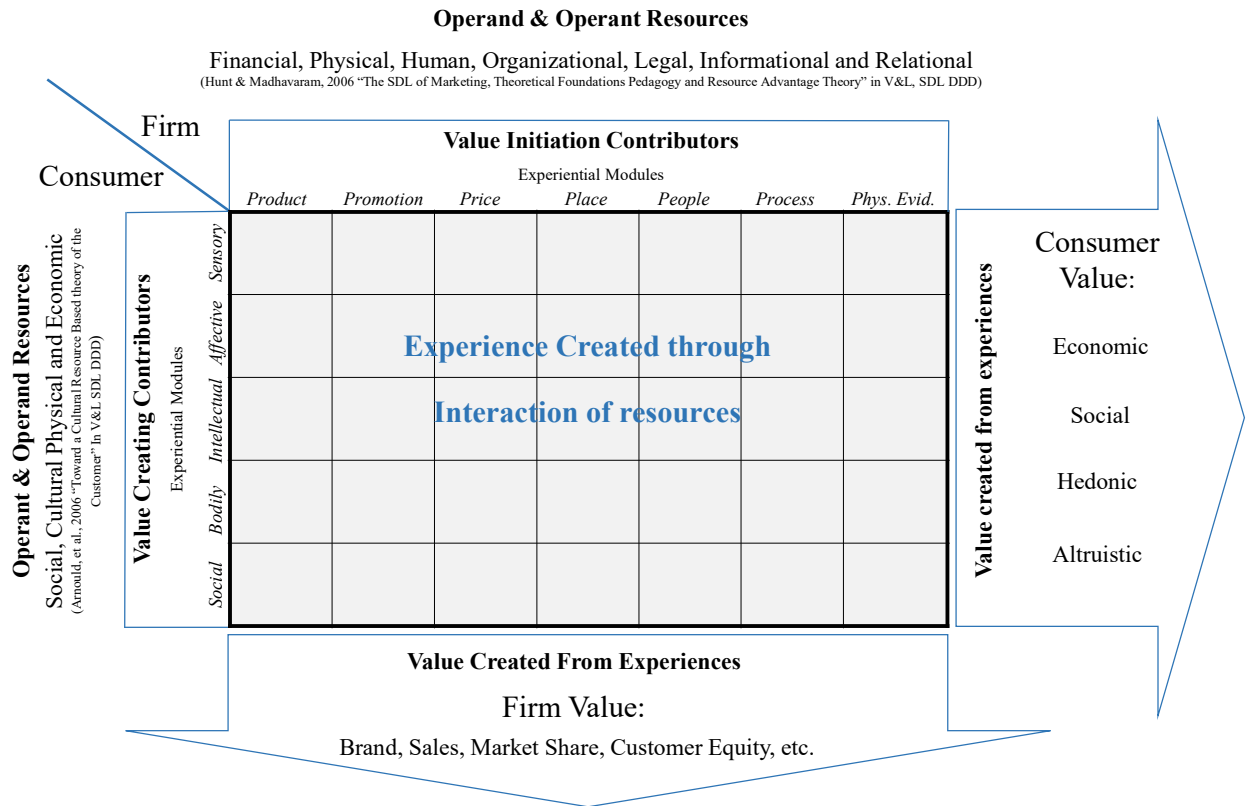 Operand & Operant Resources
Financial, Physical, Human, Organizational, Legal, Informational and Relational
(Hunt & Madhavaram, 2006 “The SDL of Marketing, Theoretical Foundations Pedagogy and Resource Advantage Theory” in V&L, SDL DDD)
Firm
Consumer
Value Initiation Contributors
Experiential Modules
Product Promotion Price Place People Process Phys. Evid.
Operant & Operand Resources
Social, Cultural Physical and Economic
(Arnould, et al., 2006 “Toward a Cultural Resource Based theory of the
Customer” In V&L SDL DDD)
Value Creating Contributors
Experiential Modules
Sensory
Affective
Intellectual
Bodily
Social
Experience Created through
Interaction of resources
Value created from experiences
Consumer
Value:
Economic
Social
Hedonic
Altruistic
Value Created From Experiences
Firm Value:
Brand, Sales, Market Share, Customer Equity, etc.